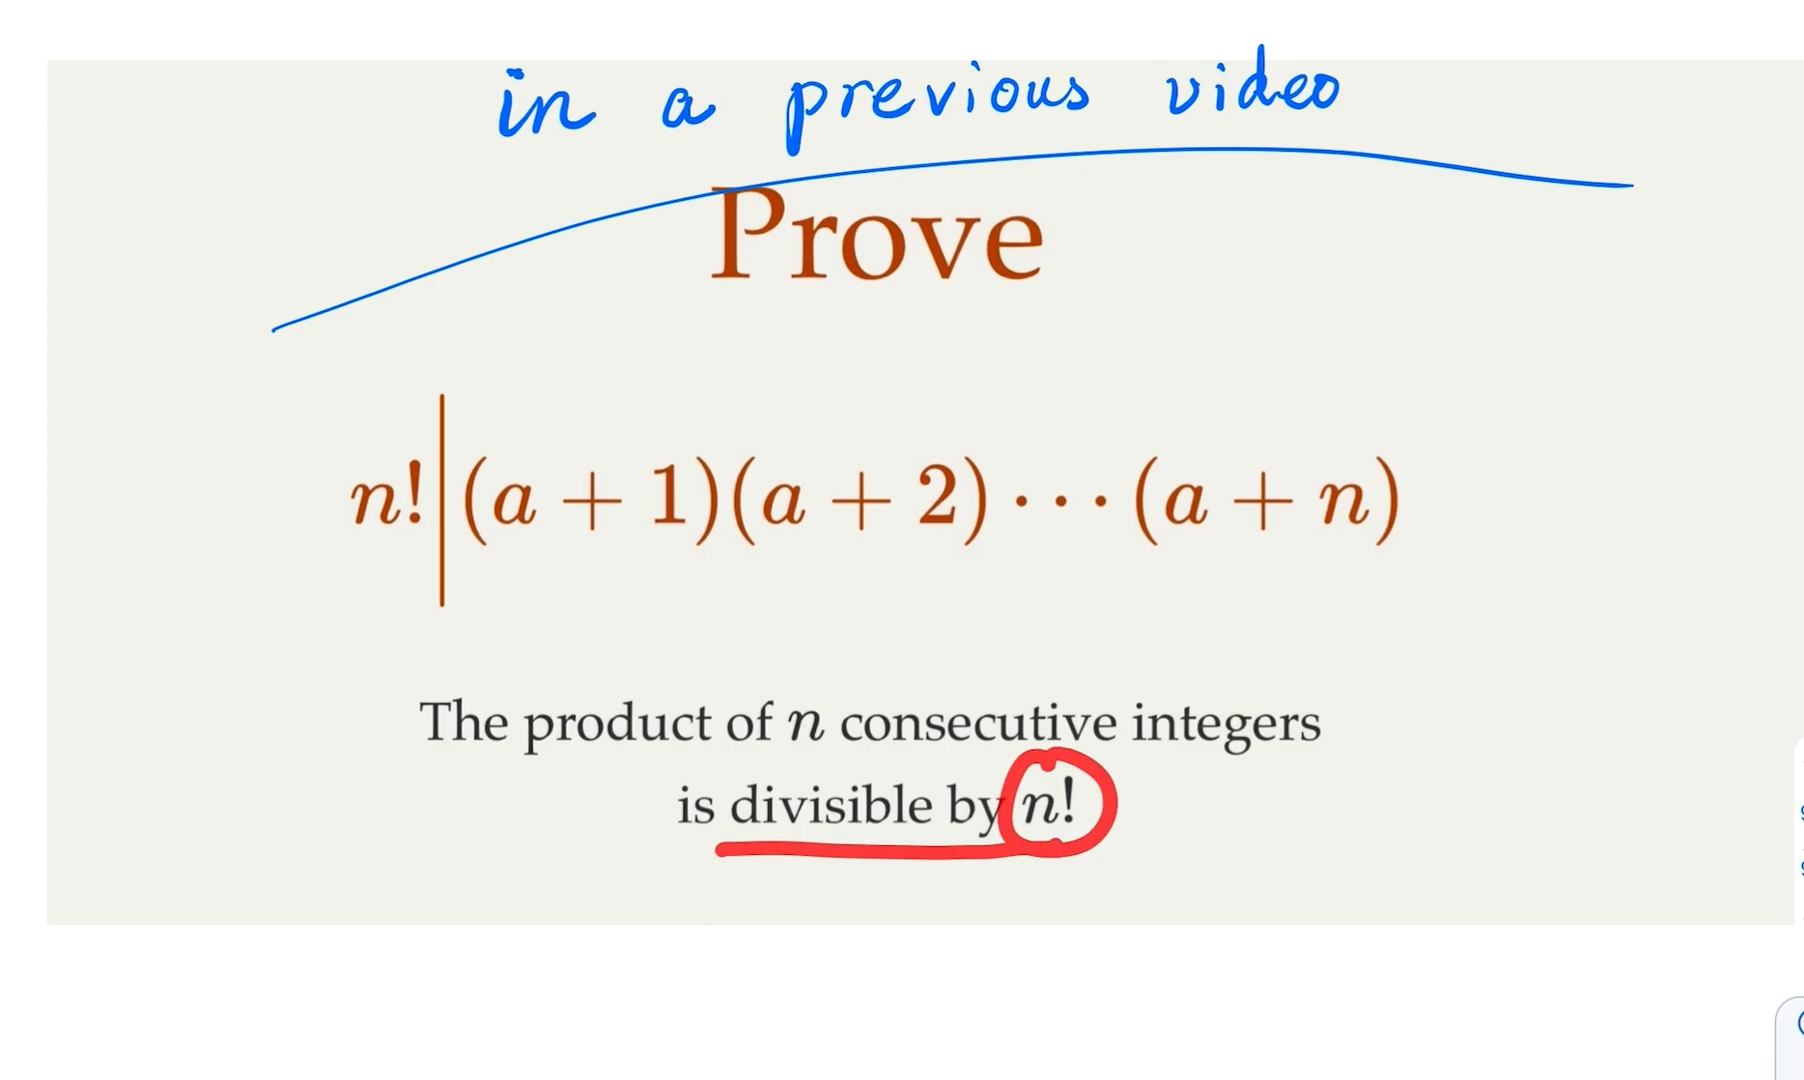 in a previous video
Prove
n! | (a + 1)(a + 2) ··· (a + n)
The product of n consecutive integers
is divisible by n!